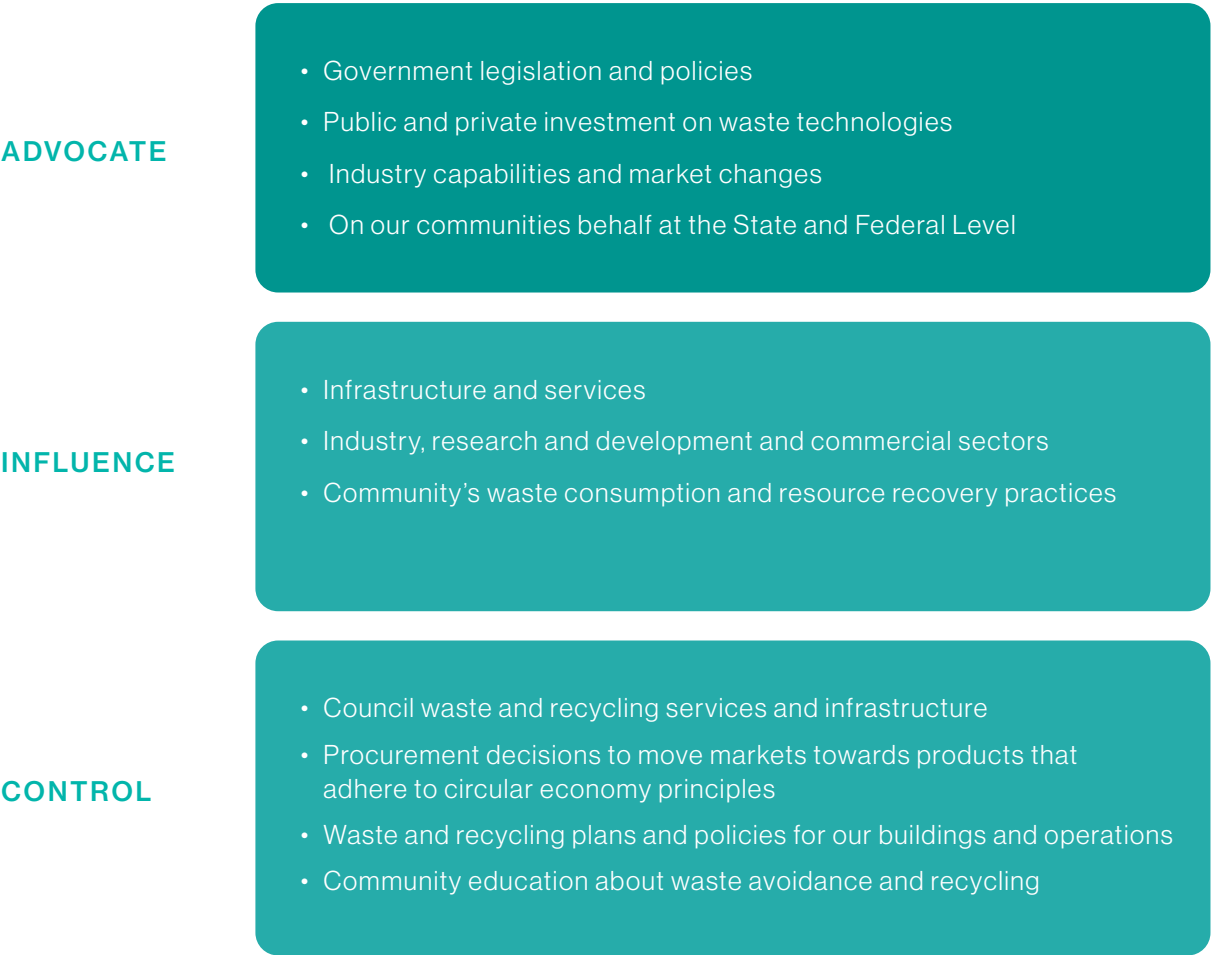 ADVOCATE
• Government legislation and policies
• Public and private investment on waste technologies
• Industry capabilities and market changes
• On our communities behalf at the State and Federal Level
INFLUENCE
• Infrastructure and services
• Industry, research and development and commercial sectors
• Community’s waste consumption and resource recovery practices
CONTROL
• Council waste and recycling services and infrastructure
• Procurement decisions to move markets towards products that
adhere to circular economy principles
• Waste and recycling plans and policies for our buildings and operations
• Community education about waste avoidance and recycling